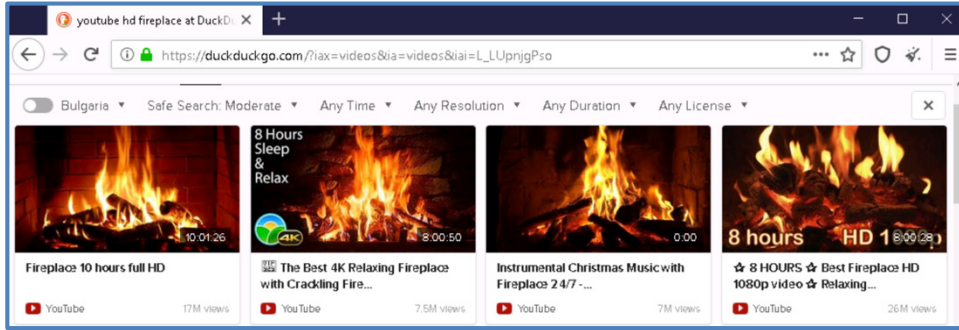 youtube hd fireplace at DuckDu
https://duckduckgo.com/?iax=videos&ia=videos&iai=L_LUpnjgPso
Bulgaria Safe Search: Moderate Any Time Any Resolution Any Duration Any License
10:01:26
Fireplace 10 hours full HD
YouTube 17M views
8 Hours
Sleep
&
Relax
4K
8:00:50
The Best 4K Relaxing Fireplace
with Crackling Fire...
YouTube 7.5M views
0:00
Instrumental Christmas Music with
Fireplace 24/7 -...
YouTube 7M views
8 hours HD 1080p
8:00:28
☆ 8 HOURS ☆ Best Fireplace HD
1080p video ☆ Relaxing...
YouTube 26M views